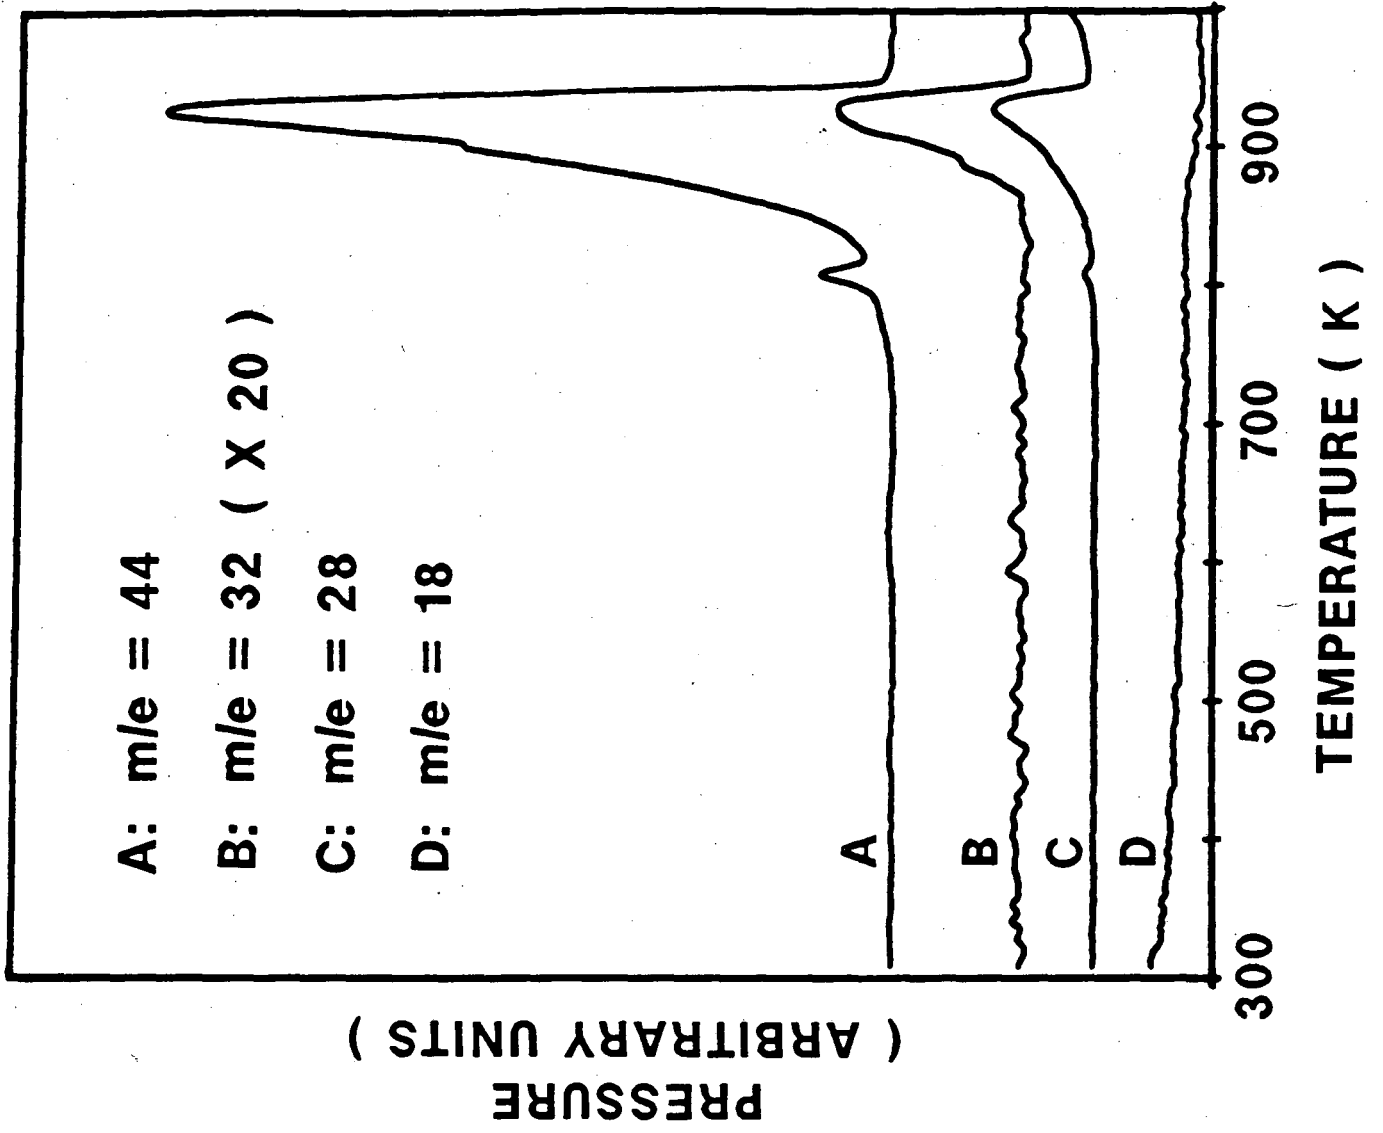 A: m/e = 44
B: m/e = 32 ( X 20 )
C: m/e = 28
D: m/e = 18
A
B
C
D
300
500
700
900
TEMPERATURE ( K )
PRESSURE
( ARBITRARY UNITS )